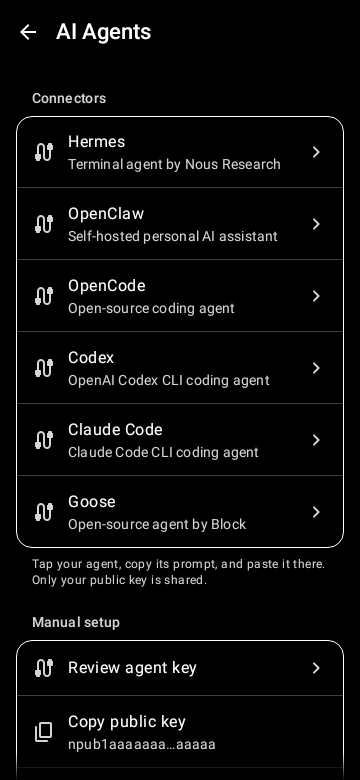 AI Agents
Connectors
Hermes
Terminal agent by Nous Research
OpenClaw
Self-hosted personal AI assistant
OpenCode
Open-source coding agent
Codex
OpenAI Codex CLI coding agent
Claude Code
Claude Code CLI coding agent
Goose
Open-source agent by Block
Tap your agent, copy its prompt, and paste it there.
Only your public key is shared.
Manual setup
Review agent key
Copy public key
npub1aaaaaaa…aaaaa